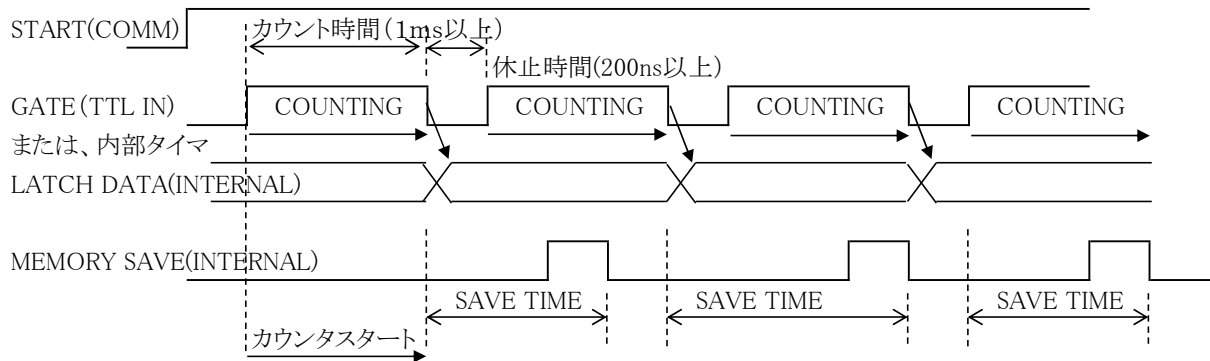 START(COMM)
カウント時間(1ms以上)
休止時間(200ns以上)
GATE(TTL IN)
COUNTING
COUNTING
COUNTING
COUNTING
または、内部タイマ
LATCH DATA(INTERNAL)
MEMORY SAVE(INTERNAL)
SAVE TIME
SAVE TIME
SAVE TIME
カウンタスタート